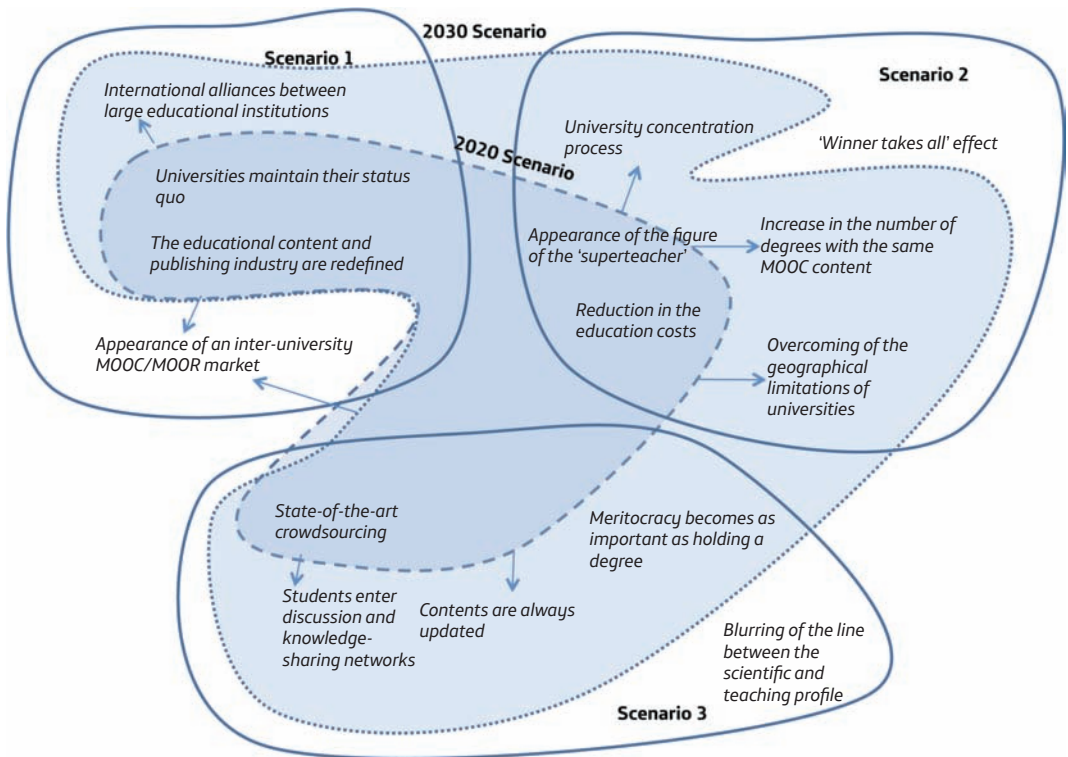 2030 Scenario
Scenario 1
Scenario 2
International alliances between
large educational institutions
University concentration
process
'Winner takes all' effect
2020 Scenario
Universities maintain their status
quo
Increase in the number of
degrees with the same
MOOC content
Appearance of the figure
of the 'superteacher'
The educational content and
publishing industry are redefined
Reduction in the
education costs
Appearance of an inter-university
MOOC/MOOR market
Overcoming of the
geographical
limitations of
universities
State-of-the-art
crowdsourcing
Meritocracy becomes as
important as holding a
degree
Students enter
discussion and
knowledge-
sharing networks
Contents are always
updated
Blurring of the line
between the
scientific and
teaching profile
Scenario 3